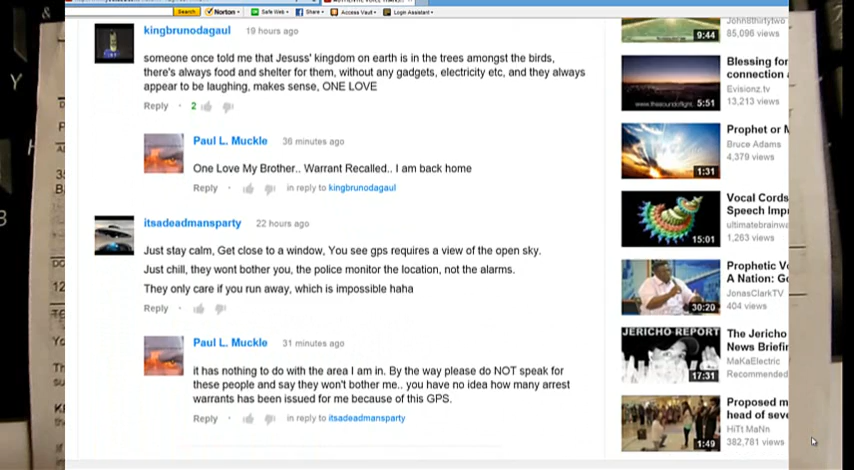 Search
Norton
Safe Web
Share
Access Vault
Login Assistant
kingbrunodagaul 19 hours ago
someone once told me that Jesuss' kingdom on earth is in the trees amongst the birds,
there's always food and shelter for them, without any gadgets, electricity etc, and they always
appear to be laughing, makes sense, ONE LOVE
Reply · 2
Paul L. Muckle 36 minutes ago
One Love My Brother.. Warrant Recalled.. I am back home
Reply · in reply to kingbrunodagaul
itsadeadmansparty 22 hours ago
Just stay calm, Get close to a window, You see gps requires a view of the open sky.
Just chill, they wont bother you, the police monitor the location, not the alarms.
They only care if you run away, which is impossible haha
Reply ·
Paul L. Muckle 31 minutes ago
it has nothing to do with the area I am in. By the way please do NOT speak for
these people and say they won't bother me.. you have no idea how many arrest
warrants has been issued for me because of this GPS.
Reply · in reply to itsadeadmansparty
9:44
85,096 views
Blessing for
connection
Evisionz.tv
13,213 views
5:51
Prophet or M
Bruce Adams
4,379 views
1:31
Vocal Cords
Speech Imp
ultimatebrainwa
1,263 views
15:01
Prophetic V
A Nation: G
JonasClarkTV
404 views
30:20
JERICHO REPORT
The Jericho
News Briefin
MaKaElectric
Recommended
17:31
Proposed m
head of sev
HiTt MaNn
382,781 views
1:49
&
Y
3